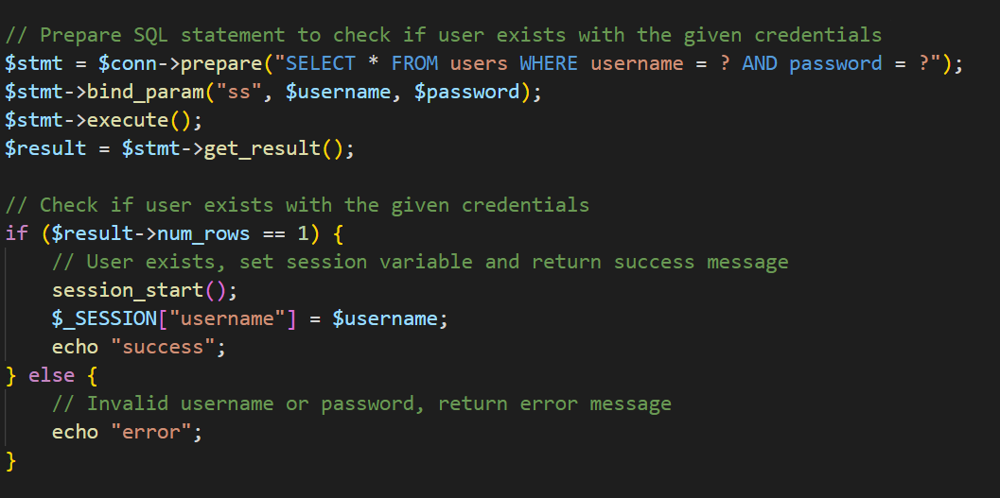 // Prepare SQL statement to check if user exists with the given credentials
$stmt = $conn->prepare("SELECT * FROM users WHERE username = ? AND password = ?");
$stmt->bind_param("ss", $username, $password);
$stmt->execute();
$result = $stmt->get_result();

// Check if user exists with the given credentials
if ($result->num_rows == 1) {
    // User exists, set session variable and return success message
    session_start();
    $_SESSION["username"] = $username;
    echo "success";
} else {
    // Invalid username or password, return error message
    echo "error";
}